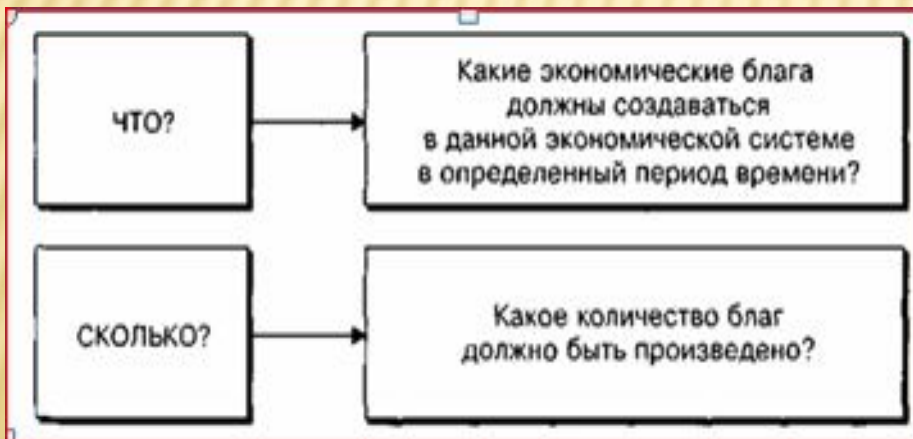 ЧТО?
Какие экономические блага
должны создаваться
в данной экономической системе
в определенный период времени?
СКОЛЬКО?
Какое количество благ
должно быть произведено?